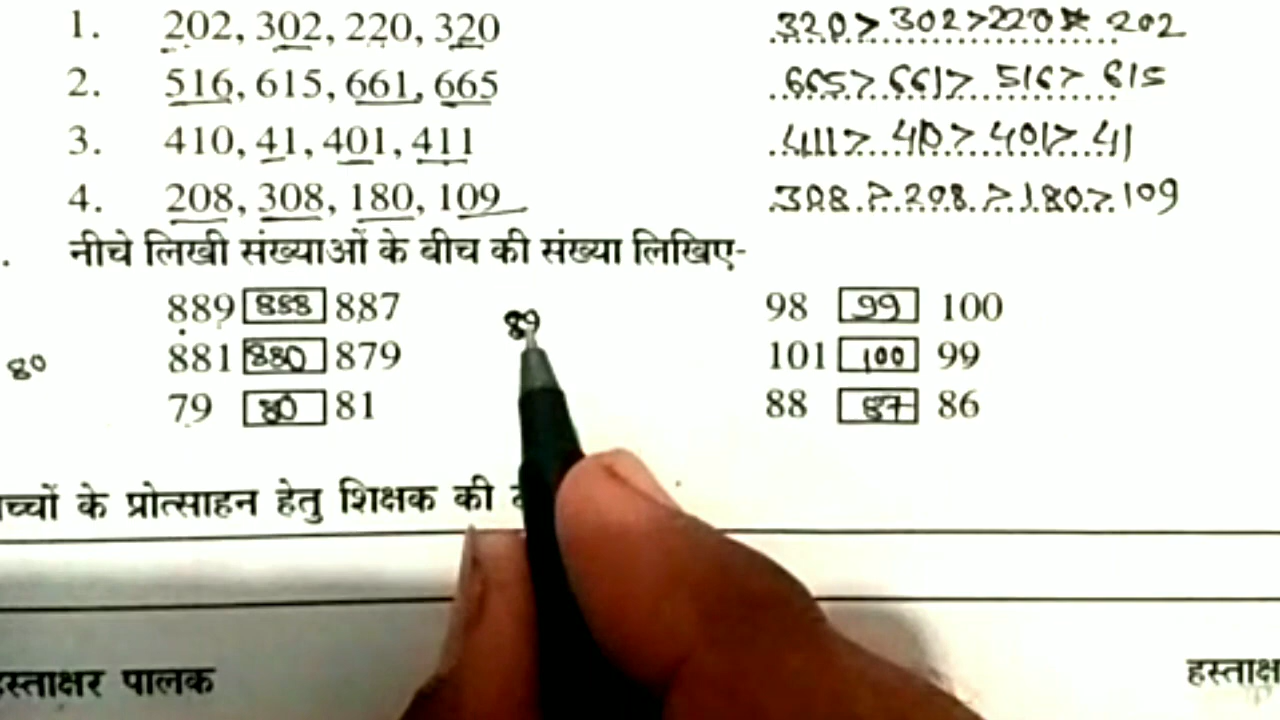 1. 202, 302, 220, 320 320 > 302 > 220 > 202
2. 516, 615, 661, 665 665 > 661 > 516 > 615
3. 410, 41, 401, 411 411 > 410 > 401 > 41
4. 208, 308, 180, 109 308 > 208 > 180 > 109
. नीचे लिखी संख्याओं के बीच की संख्या लिखिए-
889 888 887 89 98 99 100
80 881 880 879 101 100 99
79 80 81 88 87 86
च्चों के प्रोत्साहन हेतु शिक्षक की
हस्ताक्षर पालक हस्ताक्ष